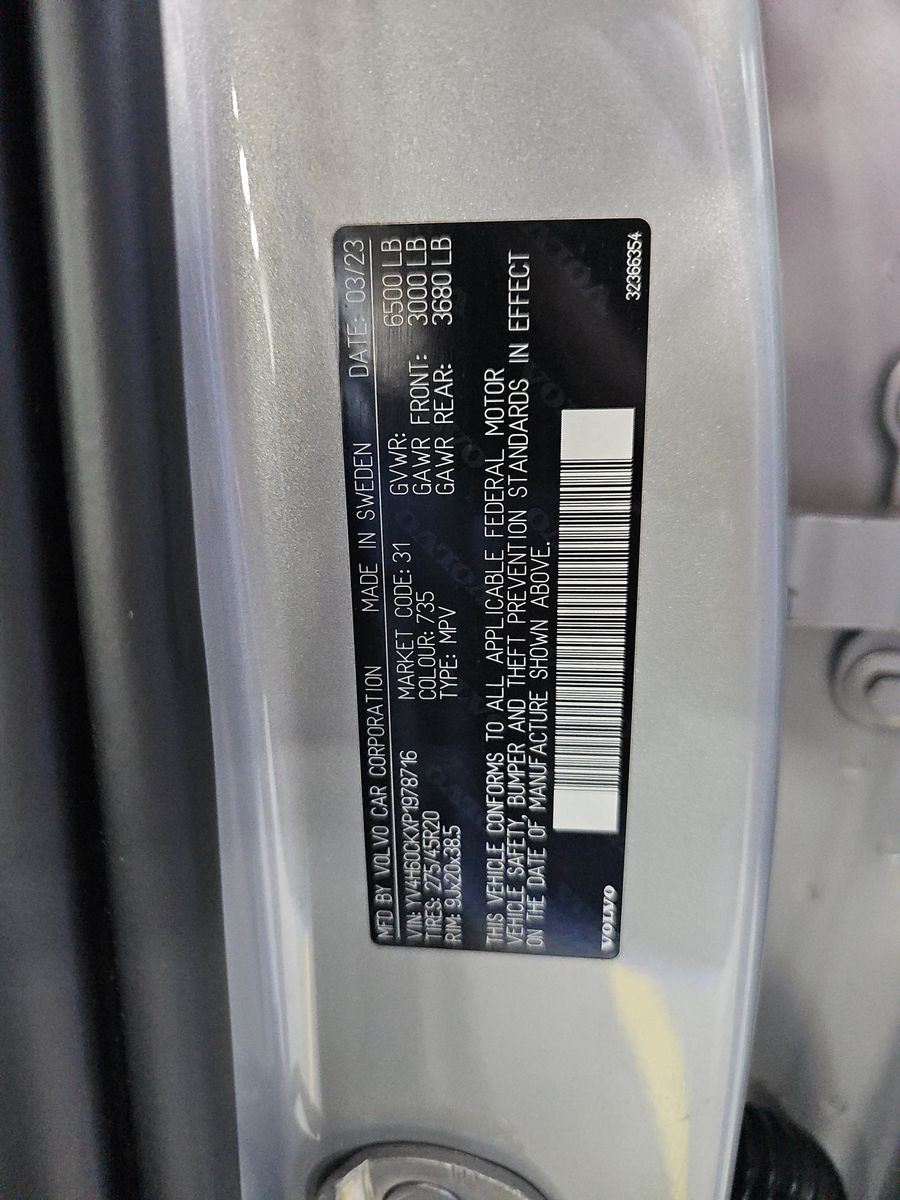 MFD BY VOLVO CAR CORPORATION MADE IN SWEDEN DATE: 03/23
VIN: YV4H60CKXP1978716 MARKET CODE: 31 GVWR: 6500 LB
TIRES: 275/45R20 COLOUR: 735 GAWR FRONT: 3000 LB
RIM: 9Jx20x38.5 TYPE: MPV GAWR REAR: 3680 LB
THIS VEHICLE CONFORMS TO ALL APPLICABLE FEDERAL MOTOR
VEHICLE SAFETY, BUMPER AND THEFT PREVENTION STANDARDS IN EFFECT
ON THE DATE OF MANUFACTURE SHOWN ABOVE.
VOLVO 32366354